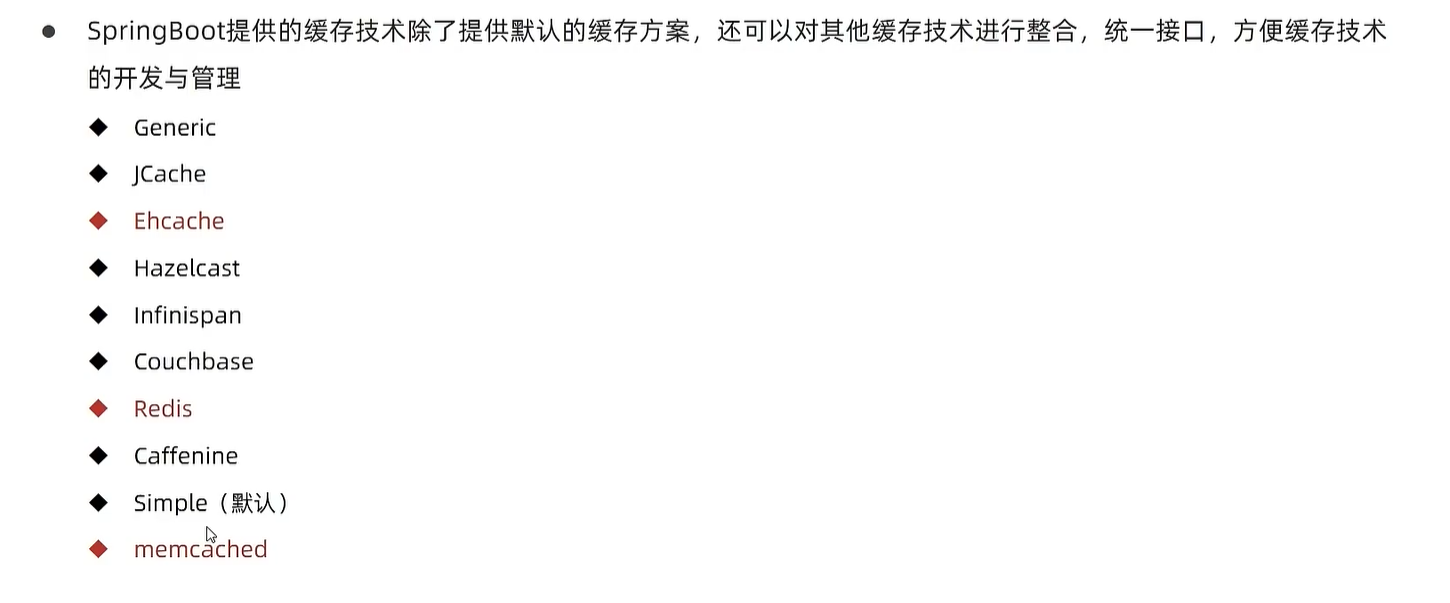 SpringBoot提供的缓存技术除了提供默认的缓存方案，还可以对其他缓存技术进行整合，统一接口，方便缓存技术
的开发与管理
Generic
JCache
Ehcache
Hazelcast
Infinispan
Couchbase
Redis
Caffenine
Simple（默认）
memcached